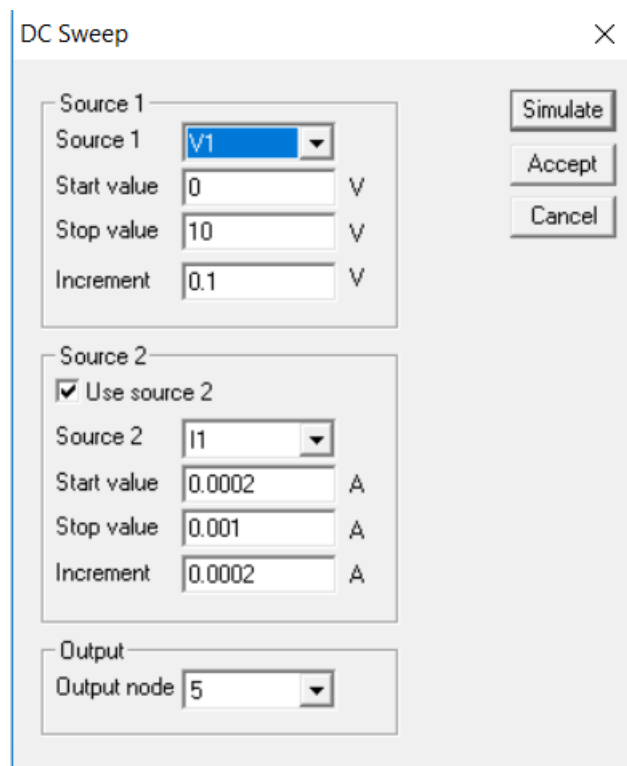 DC Sweep
Source 1
Source 1 V1
Start value 0 V
Stop value 10 V
Increment 0.1 V
Simulate
Accept
Cancel
Source 2
Use source 2
Source 2 I1
Start value 0.0002 A
Stop value 0.001 A
Increment 0.0002 A
Output
Output node 5